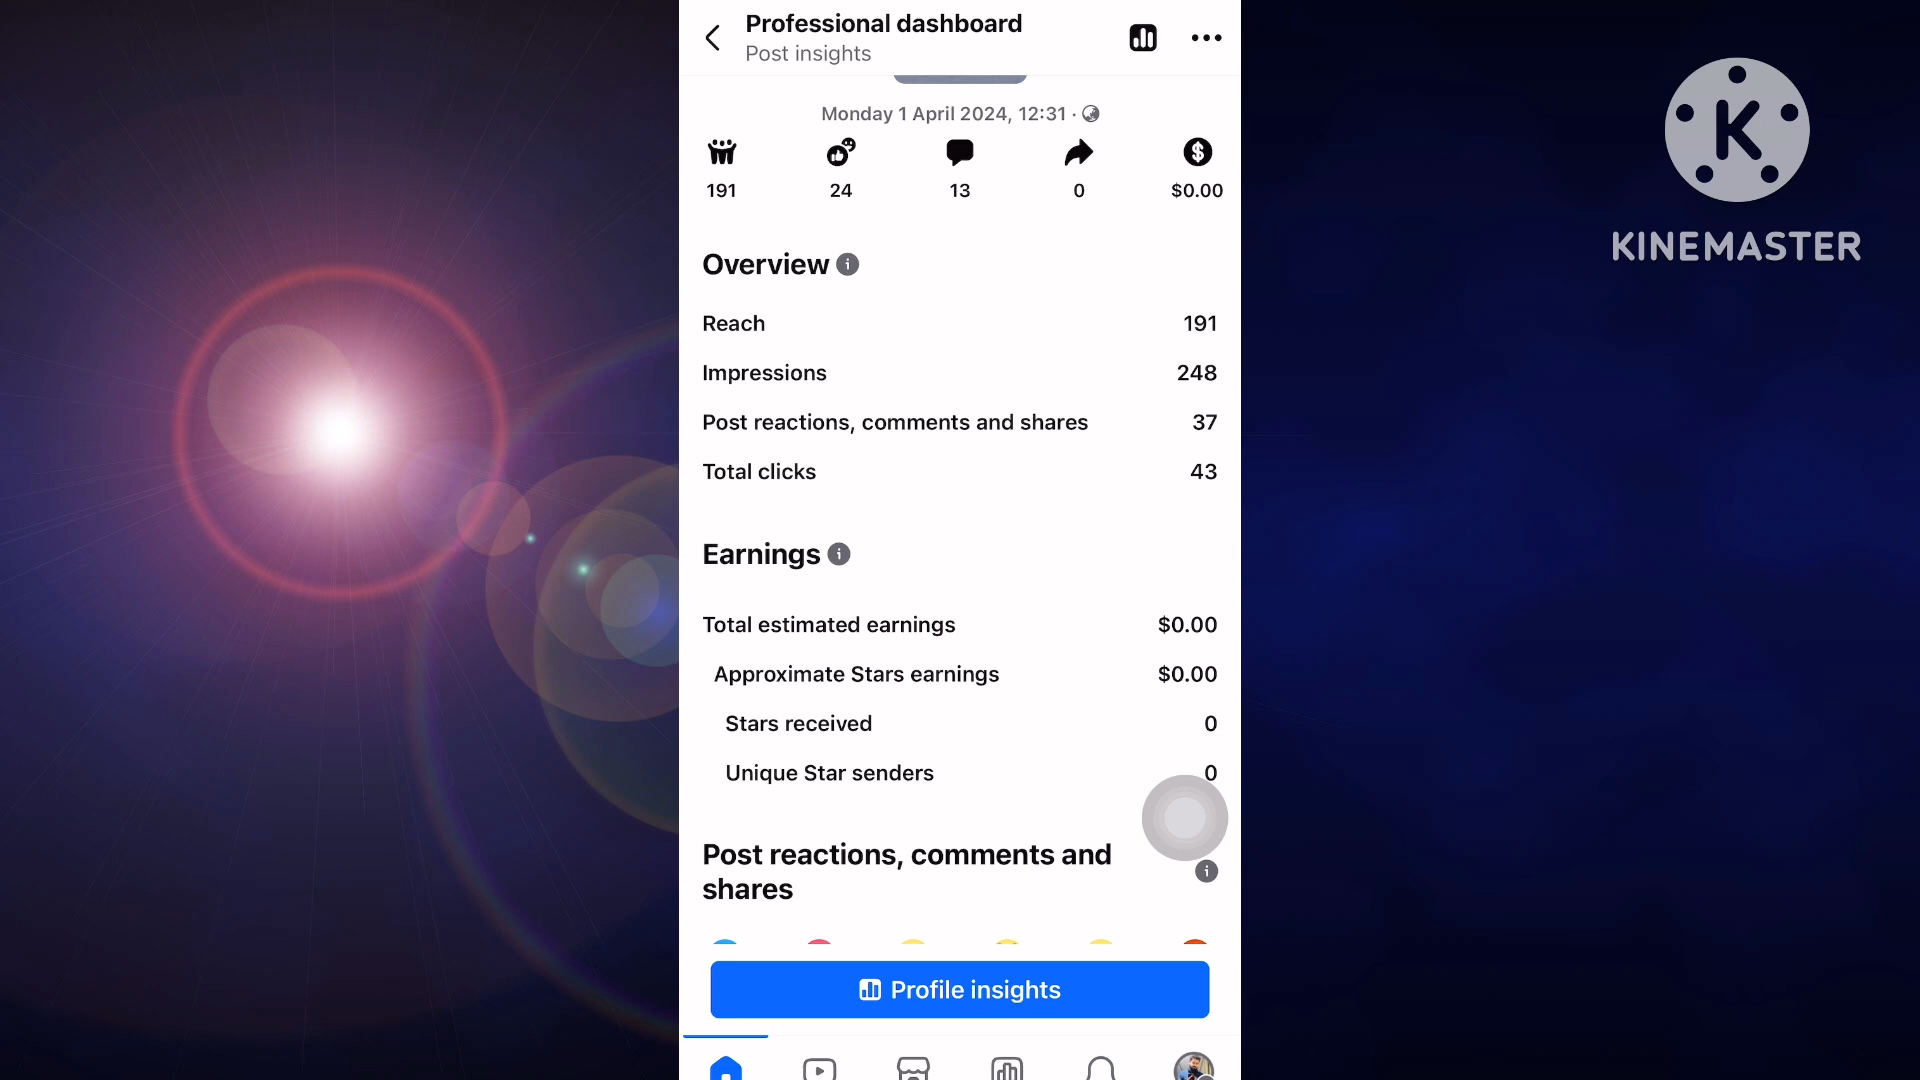 Professional dashboard
Post insights
Monday 1 April 2024, 12:31 ·
191 24 13 0 $0.00
Overview
Reach 191
Impressions 248
Post reactions, comments and shares 37
Total clicks 43
Earnings
Total estimated earnings $0.00
Approximate Stars earnings $0.00
Stars received 0
Unique Star senders 0
Post reactions, comments and
shares
Profile insights
KINEMASTER